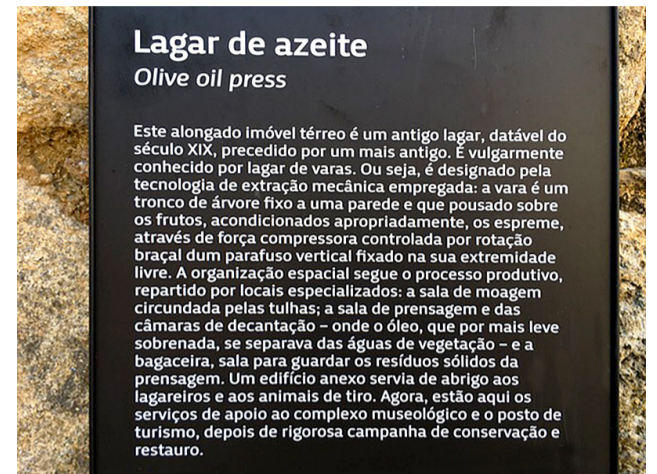 Lagar de azeite
Olive oil press
Este alongado imóvel térreo é um antigo lagar, datável do
século XIX, precedido por um mais antigo. É vulgarmente
conhecido por lagar de varas. Ou seja, é designado pela
tecnologia de extração mecânica empregada: a vara é um
tronco de árvore fixo a uma parede e que pousado sobre
os frutos, acondicionados apropriadamente, os espreme,
através de força compressora controlada por rotação
braçal dum parafuso vertical fixado na sua extremidade
livre. A organização espacial segue o processo produtivo,
repartido por locais especializados: a sala de moagem
circundada pelas tulhas; a sala de prensagem e das
câmaras de decantação – onde o óleo, que por mais leve
sobrenada, se separava das águas de vegetação – e a
bagaceira, sala para guardar os resíduos sólidos da
prensagem. Um edifício anexo servia de abrigo aos
lagareiros e aos animais de tiro. Agora, estão aqui os
serviços de apoio ao complexo museológico e o posto de
turismo, depois de rigorosa campanha de conservação e
restauro.